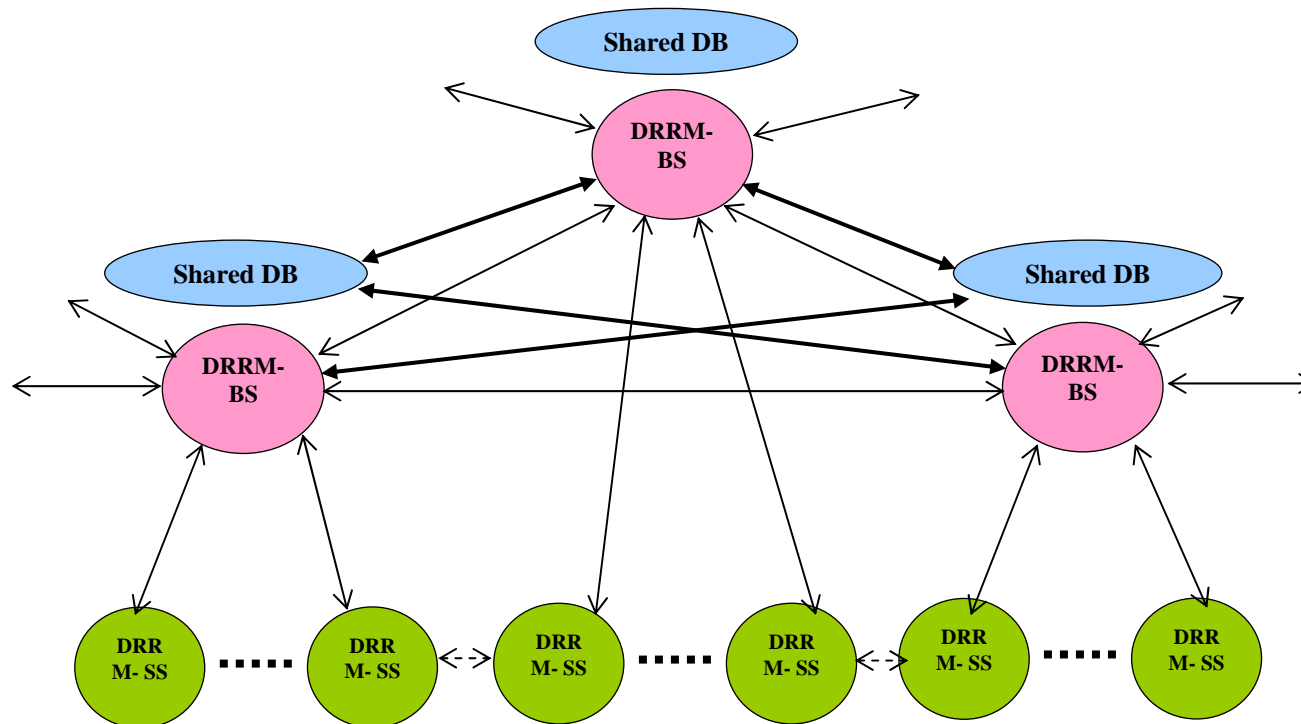 Shared DB
DRRM-
BS
Shared DB
Shared DB
DRRM-
BS
DRRM-
BS
DRR
M- SS
DRR
M- SS
DRR
M- SS
DRR
M- SS
DRR
M- SS
DRR
M- SS